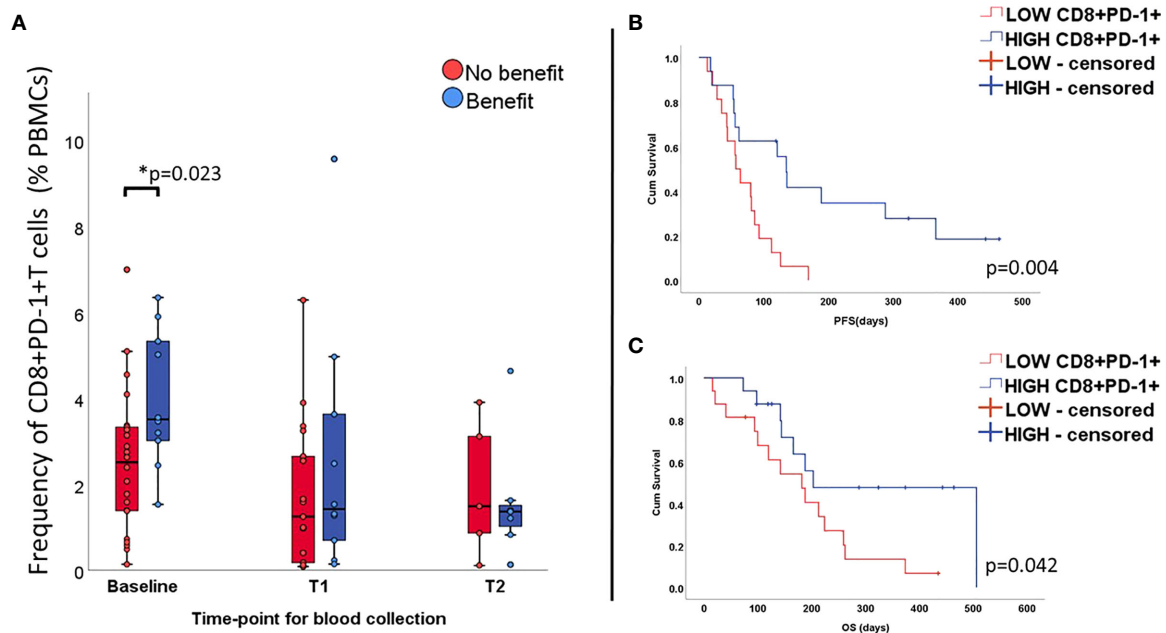 A
Frequency of CD8+PD-1+T cells (% PBMCs)
No benefit
Benefit
*p=0.023
10
8
6
4
2
0
Baseline
T1
T2
Time-point for blood collection
B
LOW CD8+PD-1+
HIGH CD8+PD-1+
LOW - censored
HIGH - censored
Cum Survival
1.0
0.8
0.6
0.4
0.2
0.0
p=0.004
0
100
200
300
400
500
PFS(days)
C
LOW CD8+PD-1+
HIGH CD8+PD-1+
LOW - censored
HIGH - censored
Cum Survival
1.0
0.8
0.6
0.4
0.2
0.0
p=0.042
0
100
200
300
400
500
600
OS (days)